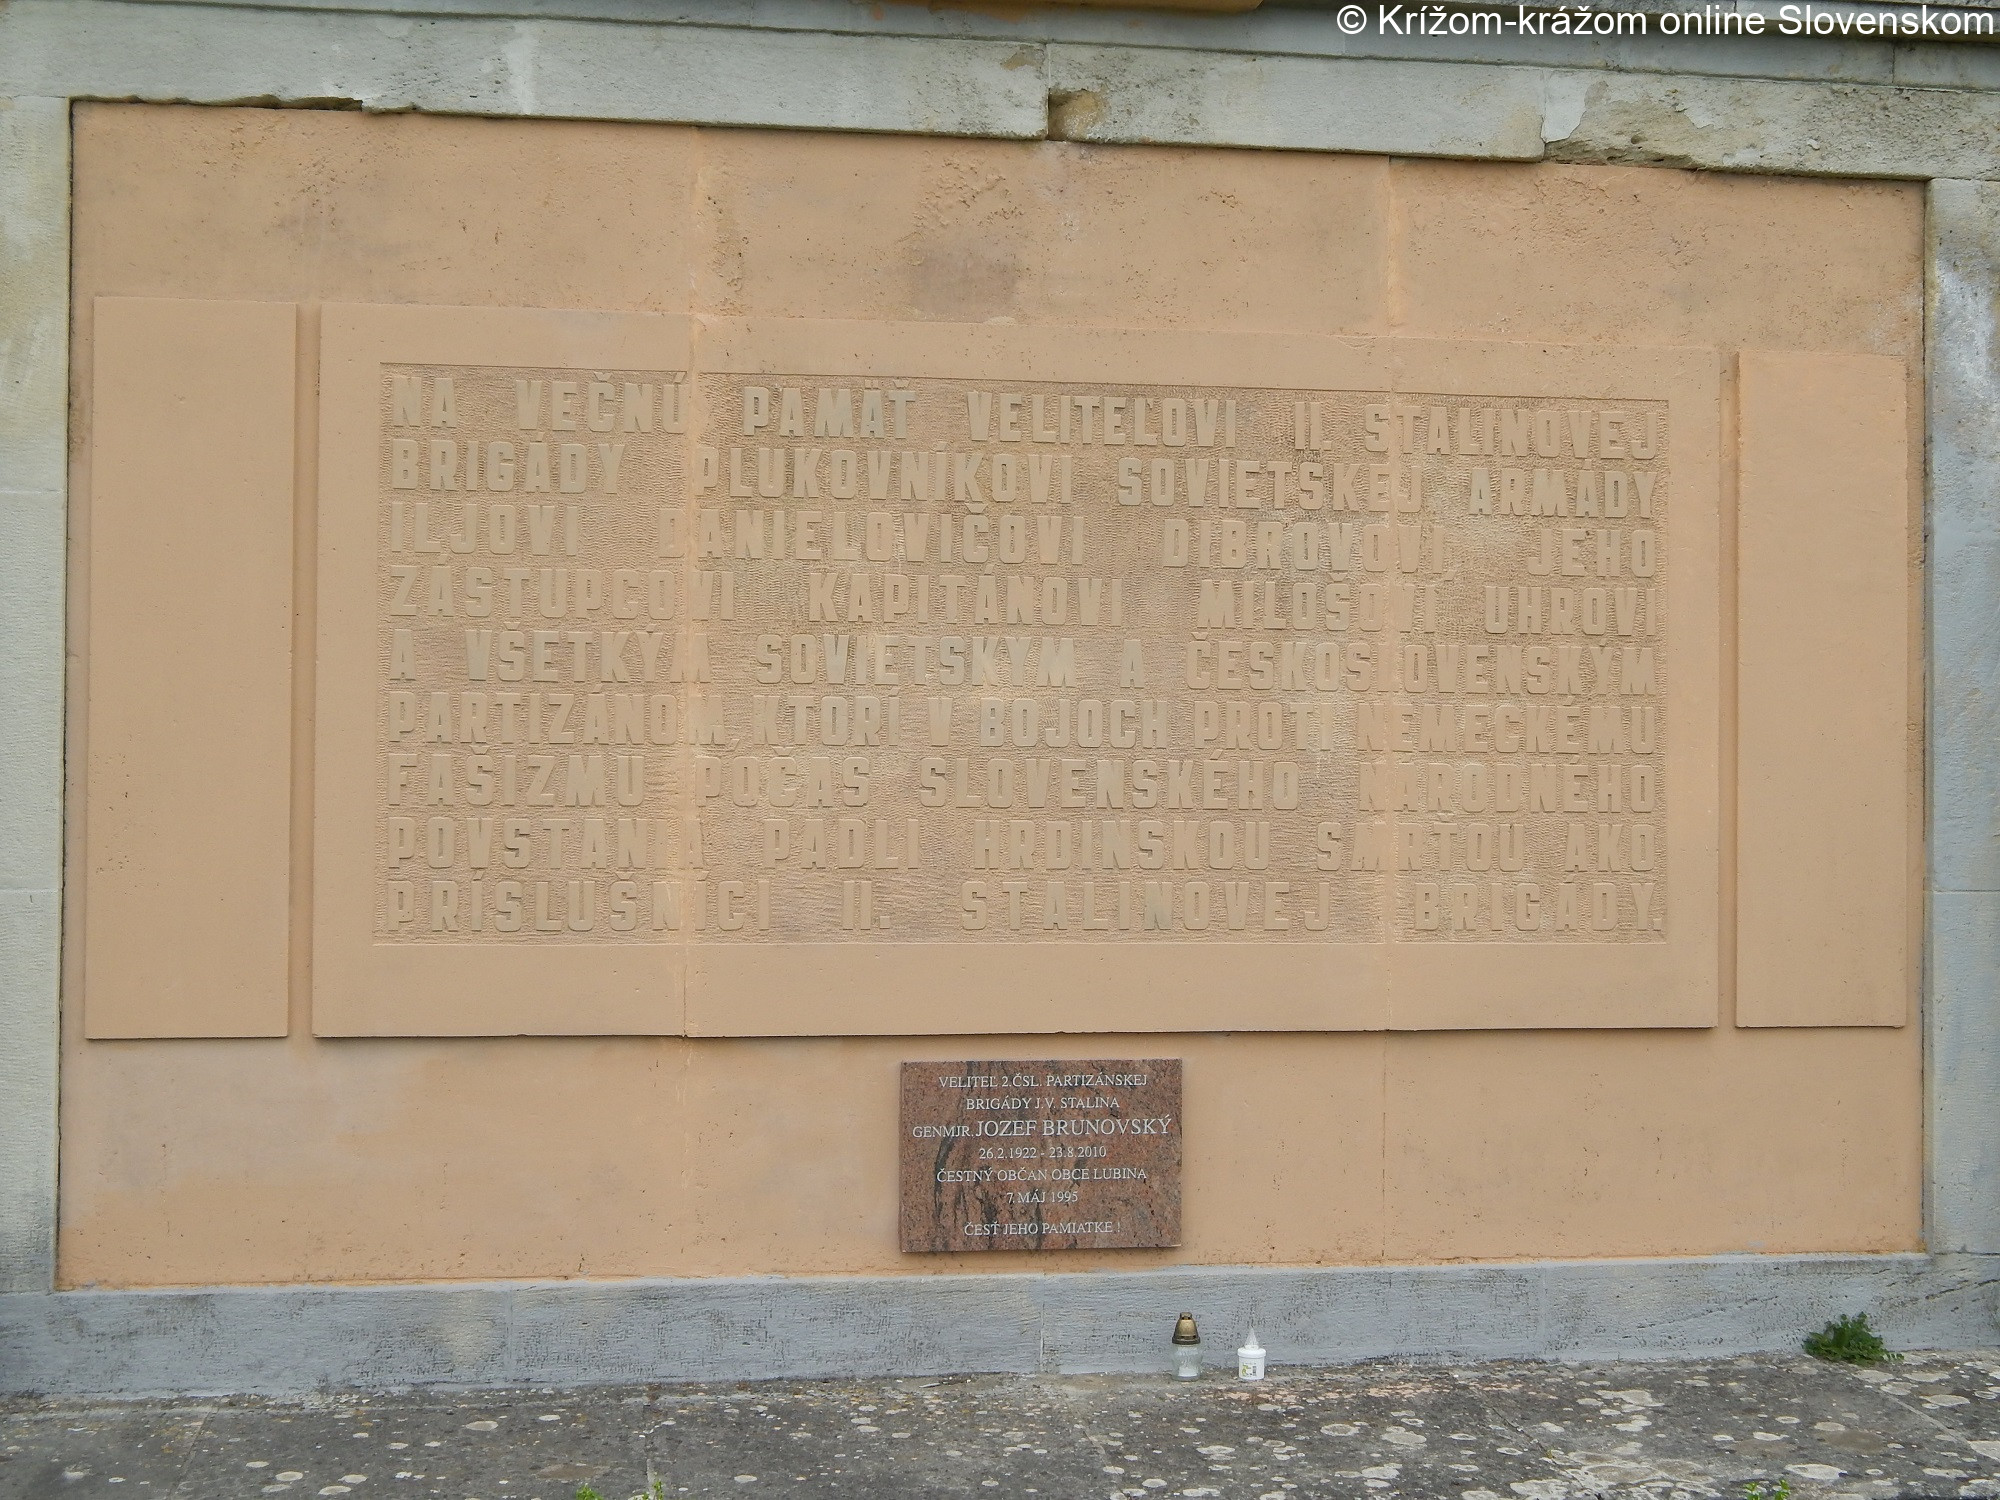 © Krížom-krážom online Slovenskom
NA VEČNÚ PAMÄŤ VELITEĽOVI II. STALINOVEJ
BRIGÁDY PLUKOVNÍKOVI SOVIETSKEJ ARMÁDY
ILJOVI DANIELOVIČOVI DIBROVOVI, JEHO
ZÁSTUPCOVI KAPITÁNOVI MILOŠOVI UHROVI
A VŠETKÝM SOVIETSKYM A ČESKOSLOVENSKÝM
PARTIZÁNOM, KTORÍ V BOJOCH PROTI NEMECKÉMU
FAŠIZMU POČAS SLOVENSKÉHO NÁRODNÉHO
POVSTANIA PADLI HRDINSKOU SMRŤOU AKO
PRÍSLUŠNÍCI II. STALINOVEJ BRIGÁDY.
VELITEĽ 2.ČSL. PARTIZÁNSKEJ
BRIGÁDY J.V. STALINA
GENMJR. JOZEF BRUNOVSKÝ
26.2.1922 - 23.8.2010
ČESTNÝ OBČAN OBCE LUBINA
7. MÁJ 1995
ČESŤ JEHO PAMIATKE !